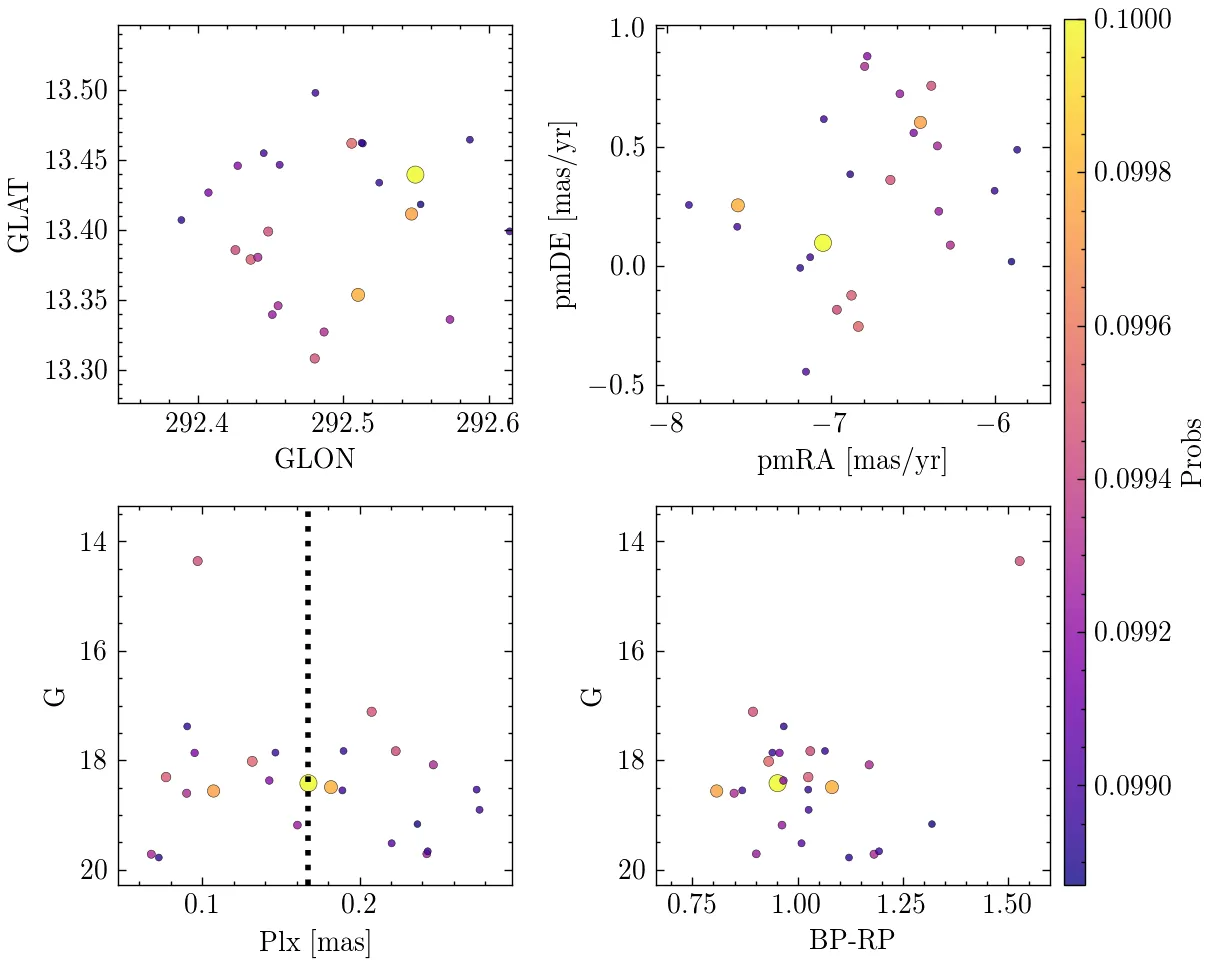 13.50
13.45
13.40
13.35
13.30
GLAT
292.4 292.5 292.6
GLON
1.0
0.5
0.0
−0.5
pmDE [mas/yr]
−8 −7 −6
pmRA [mas/yr]
14
16
18
20
G
0.1 0.2
Plx [mas]
14
16
18
20
G
0.75 1.00 1.25 1.50
BP-RP
0.1000
0.0998
0.0996
0.0994
0.0992
0.0990
Probs